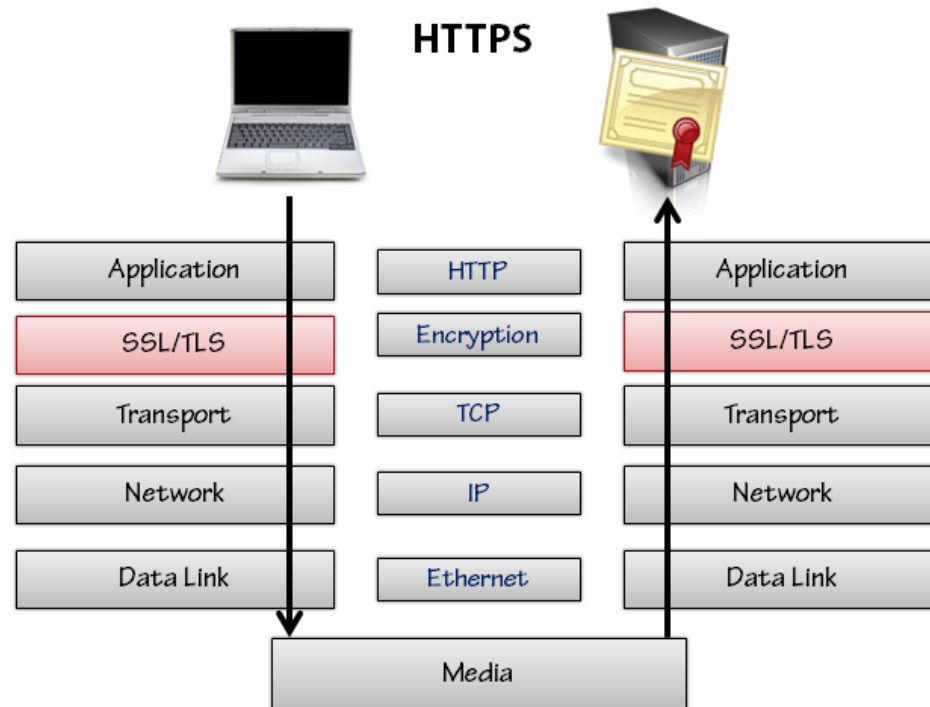 HTTPS
Application
HTTP
Application
SSL/TLS
Encryption
SSL/TLS
Transport
TCP
Transport
Network
IP
Network
Data Link
Ethernet
Data Link
Media